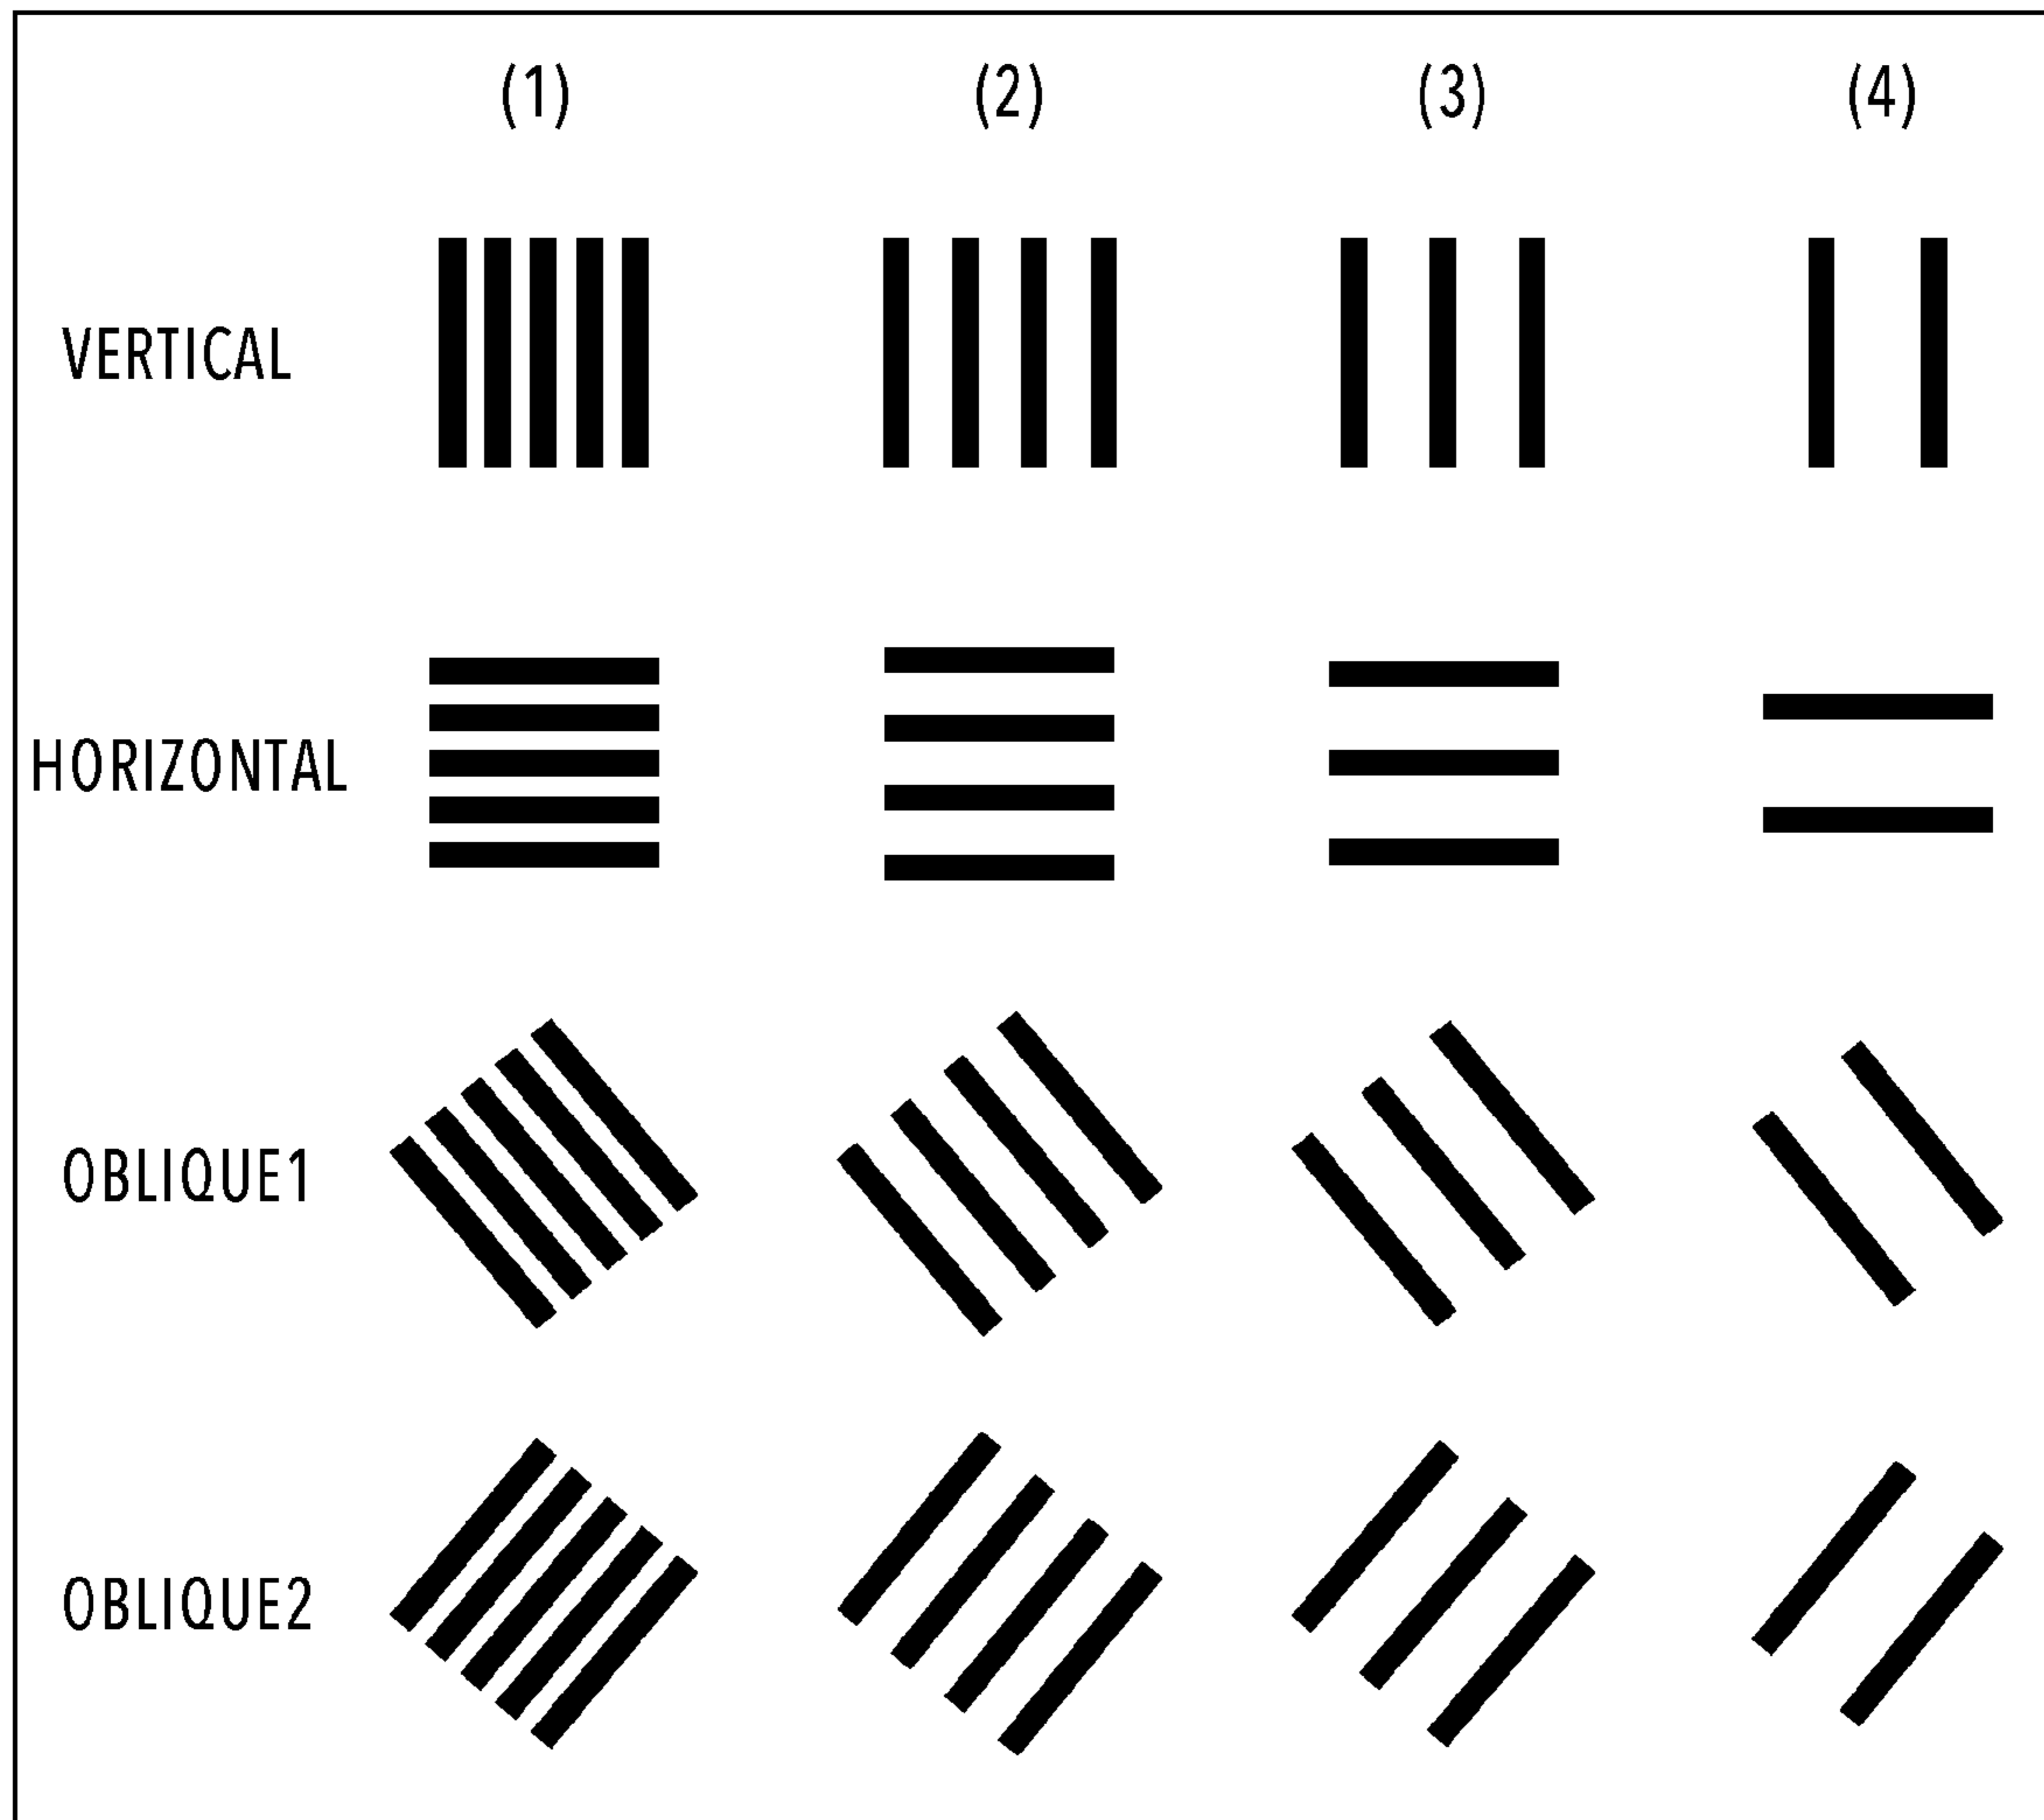 (1) (2) (3) (4)
VERTICAL
HORIZONTAL
OBLIQUE1
OBLIQUE2